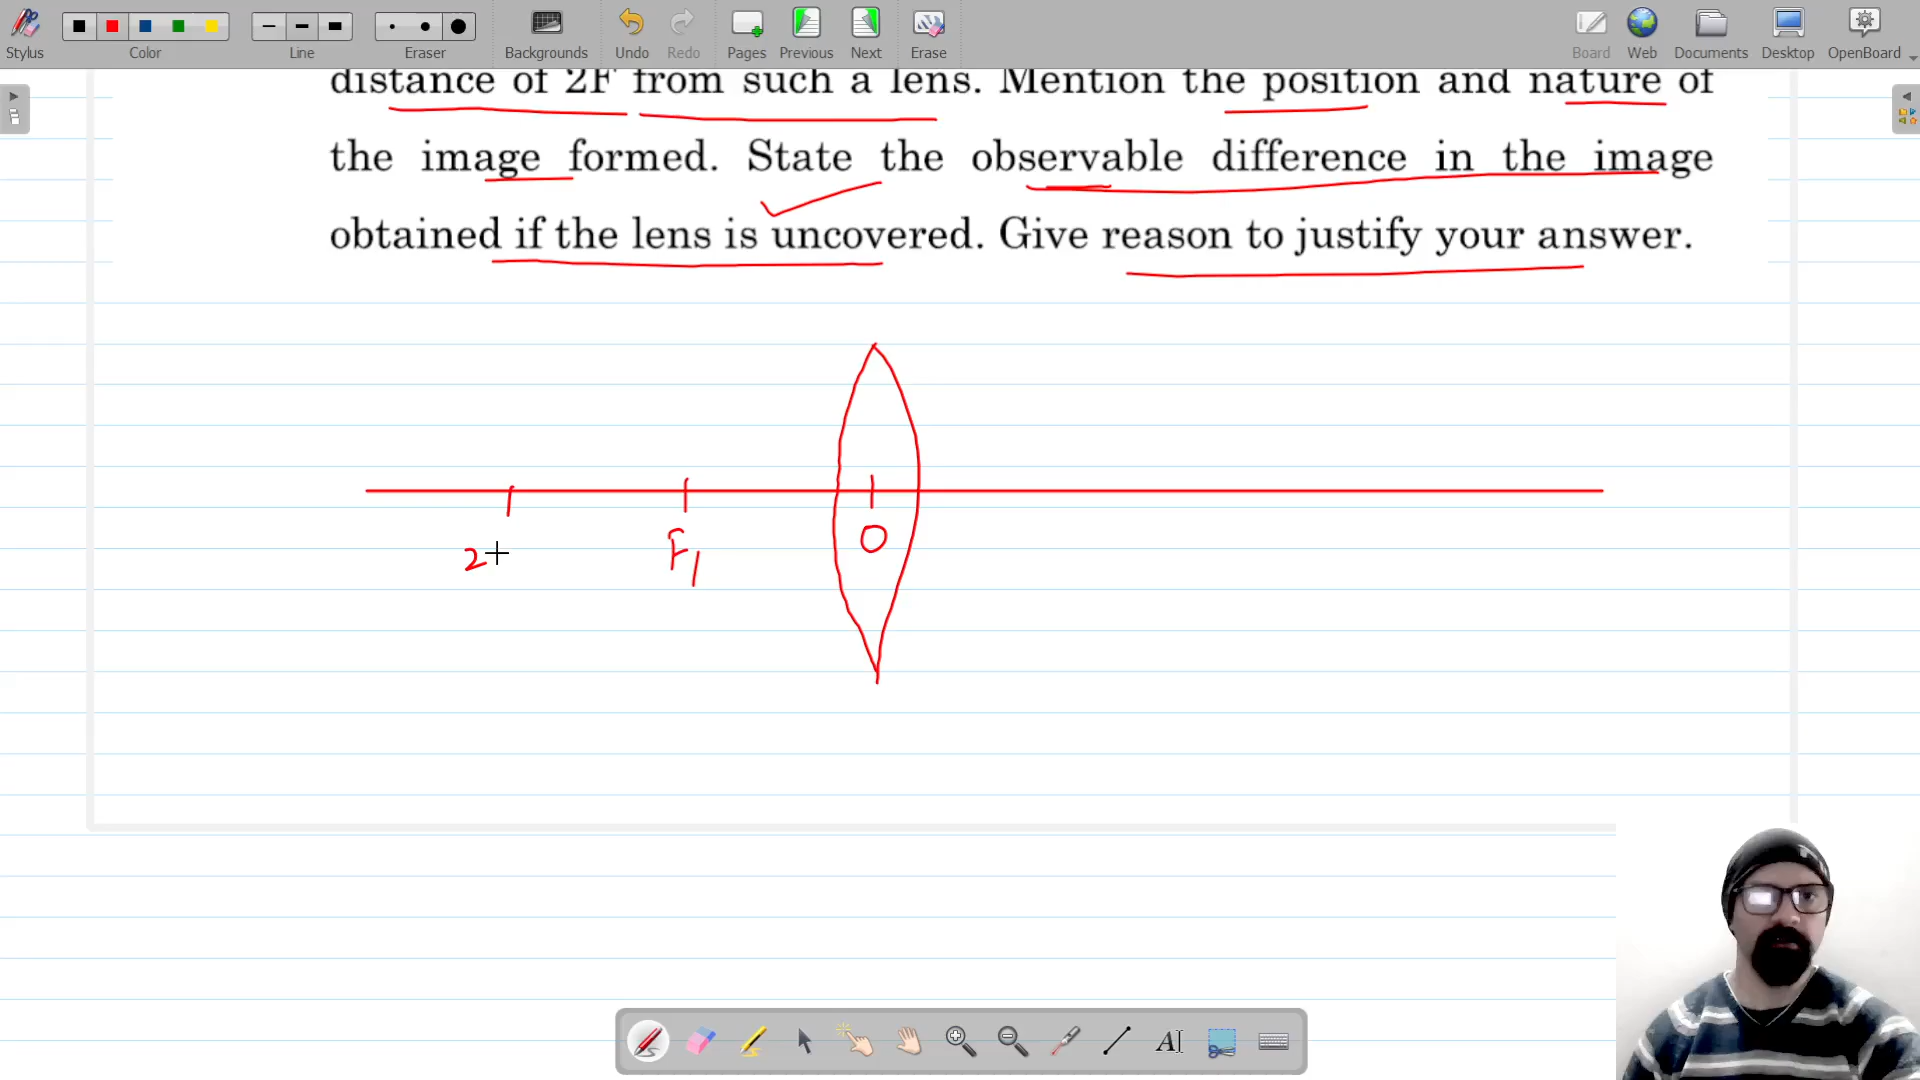 Stylus Color Line Eraser Backgrounds Undo Redo Pages Previous Next Erase Board Web Documents Desktop OpenBoard
distance of 2F from such a lens. Mention the position and nature of
the image formed. State the observable difference in the image
obtained if the lens is uncovered. Give reason to justify your answer.
2 F1 O